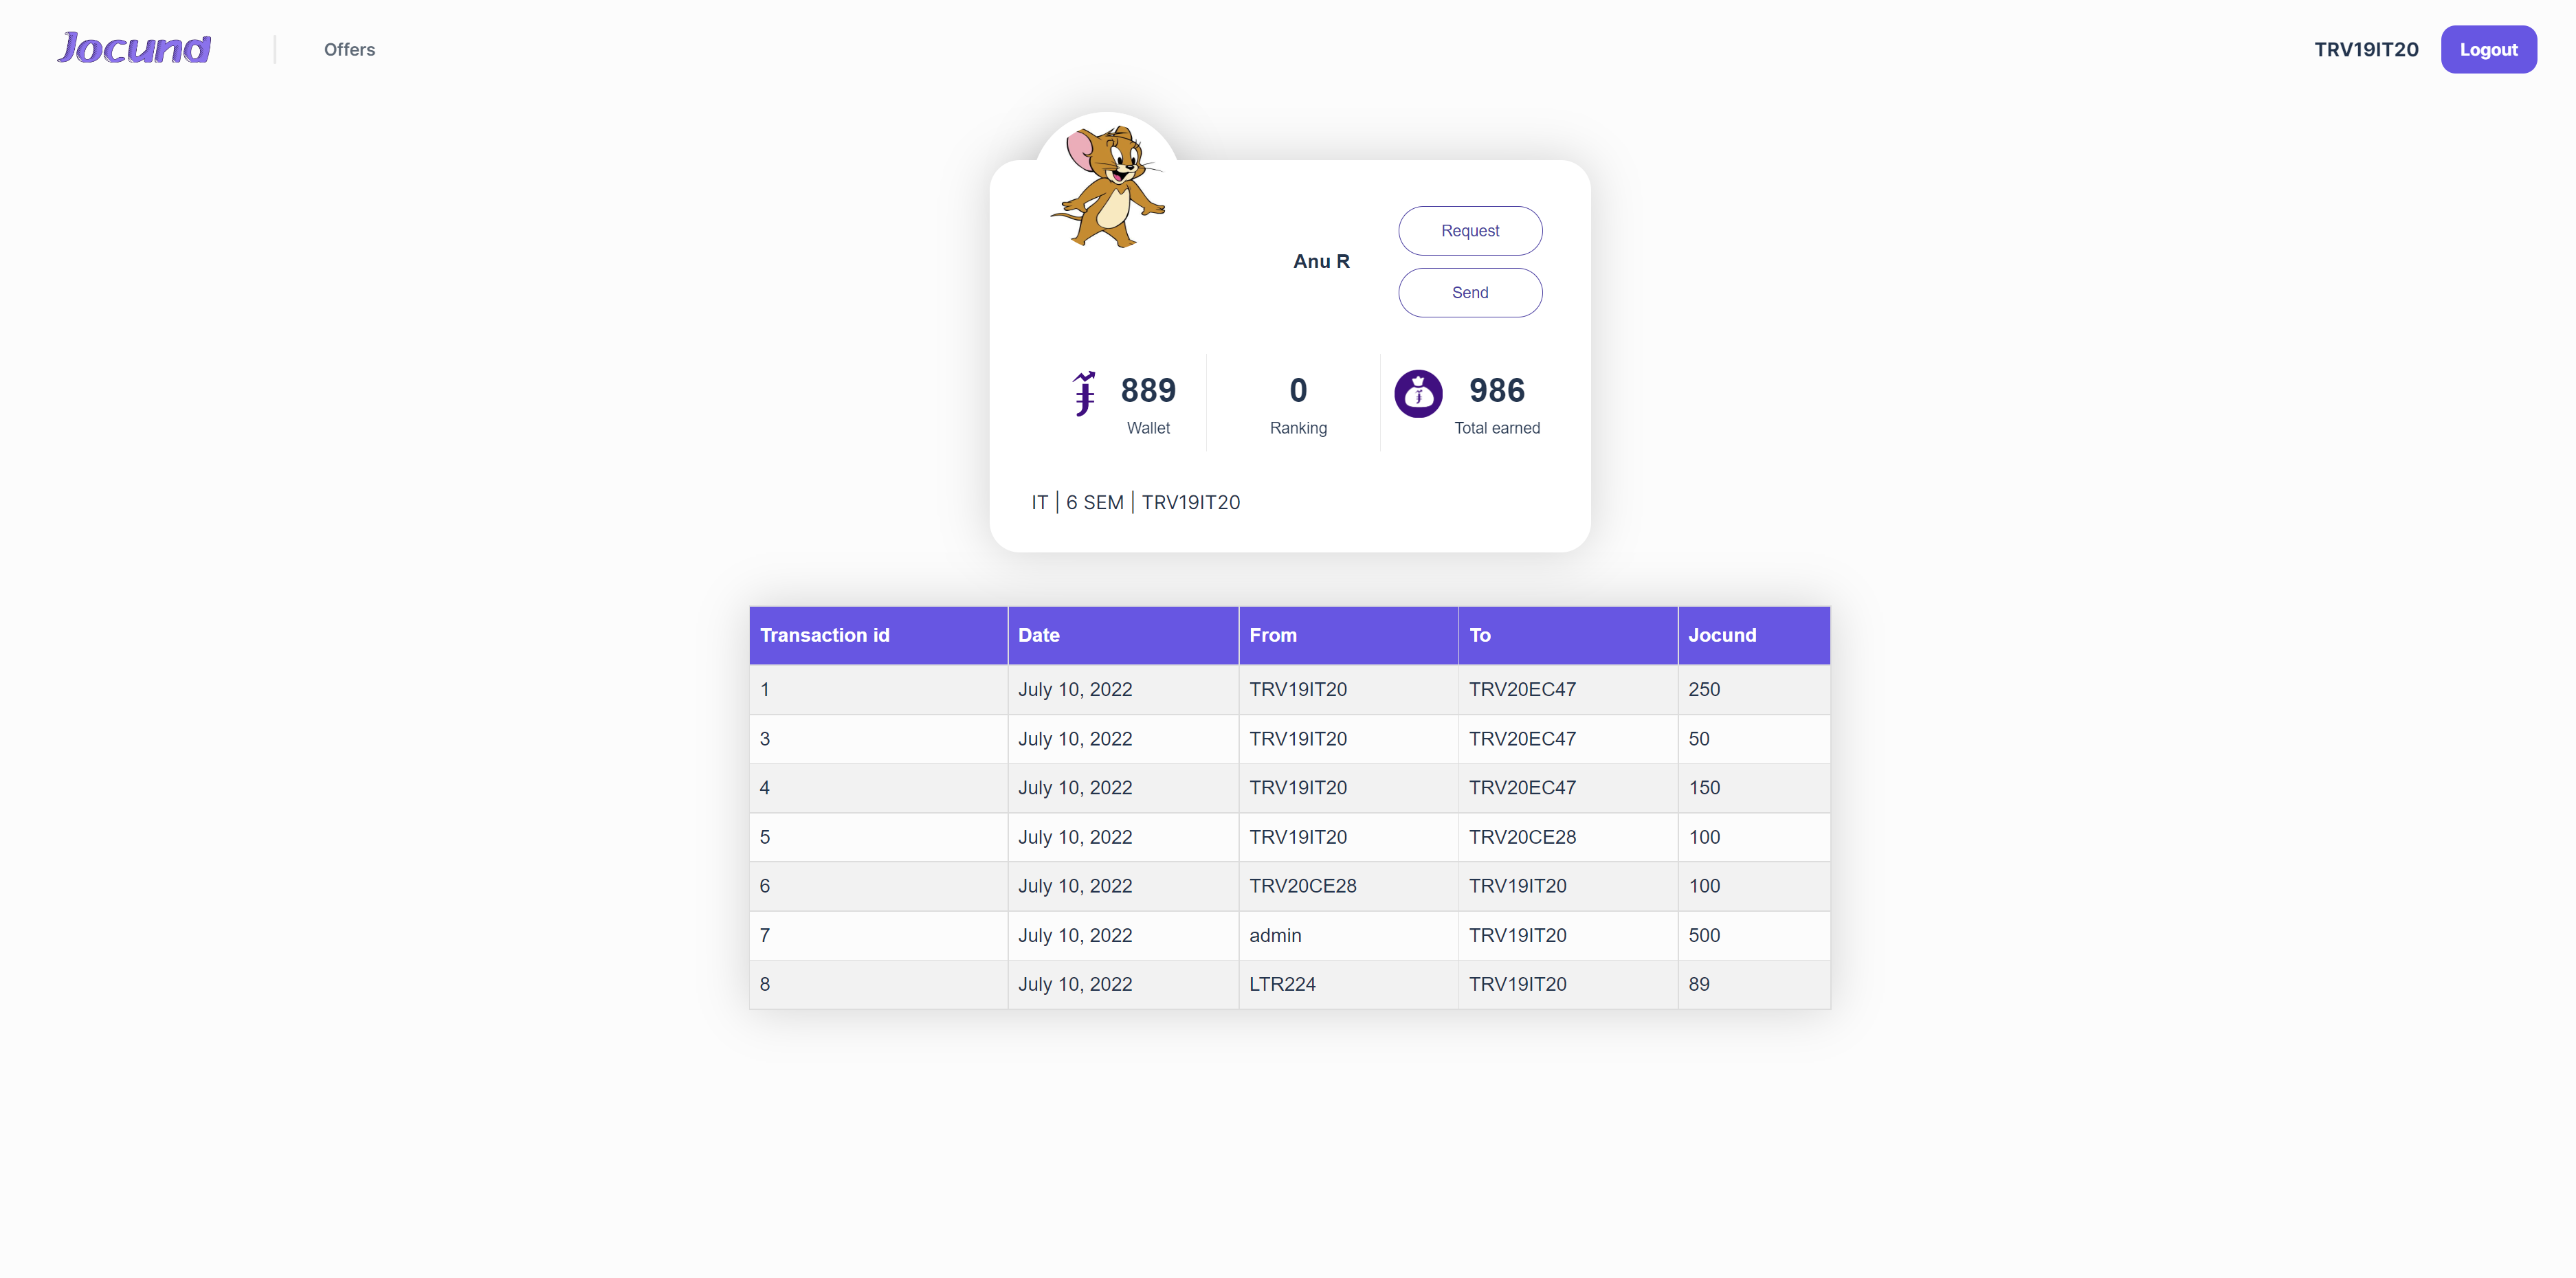 Jocund Offers TRV19IT20 Logout
Request
Anu R
Send
889 0 986
Wallet Ranking Total earned
IT | 6 SEM | TRV19IT20
Transaction id Date From To Jocund
1 July 10, 2022 TRV19IT20 TRV20EC47 250
3 July 10, 2022 TRV19IT20 TRV20EC47 50
4 July 10, 2022 TRV19IT20 TRV20EC47 150
5 July 10, 2022 TRV19IT20 TRV20CE28 100
6 July 10, 2022 TRV20CE28 TRV19IT20 100
7 July 10, 2022 admin TRV19IT20 500
8 July 10, 2022 LTR224 TRV19IT20 89